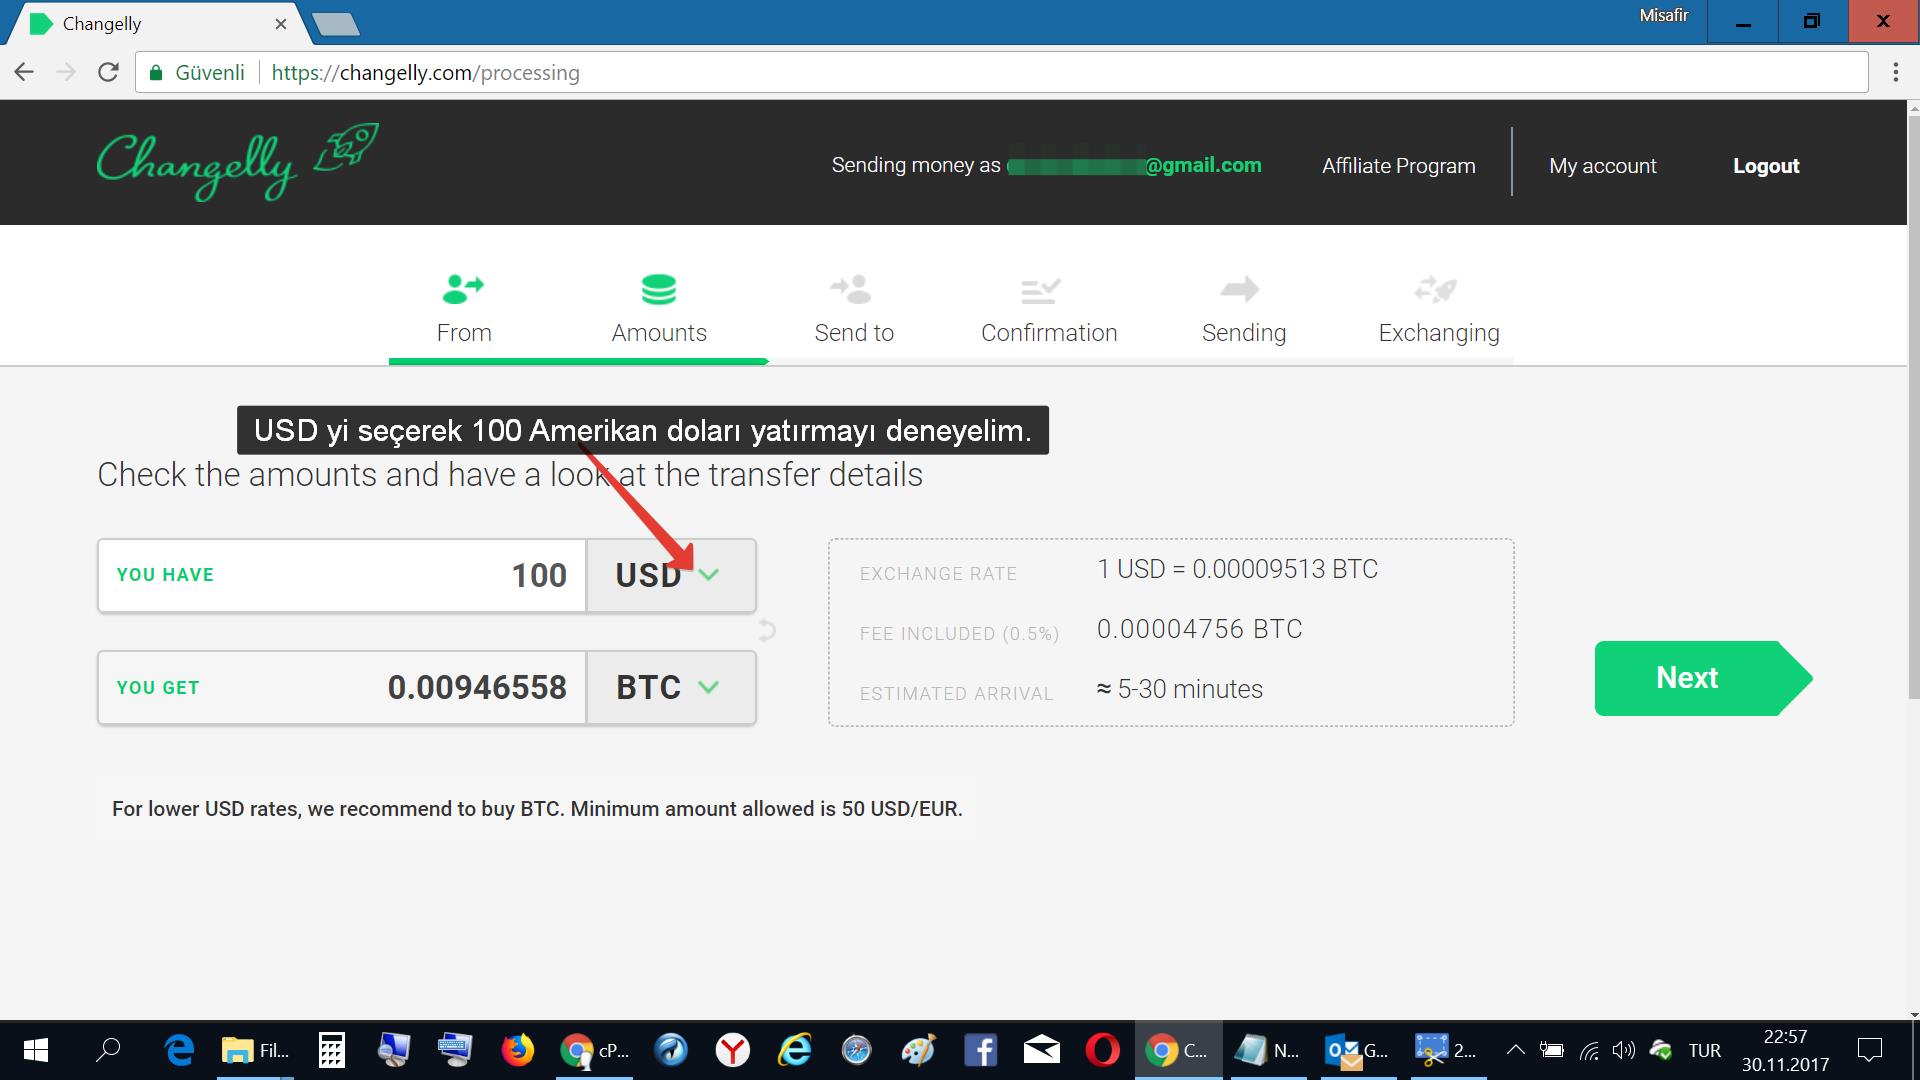 Changelly
Misafir
Güvenli https://changelly.com/processing
Changelly
Sending money as @gmail.com
Affiliate Program
My account
Logout
From
Amounts
Send to
Confirmation
Sending
Exchanging
USD yi seçerek 100 Amerikan doları yatırmayı deneyelim.
Check the amounts and have a look at the transfer details
YOU HAVE 100 USD
YOU GET 0.00946558 BTC
EXCHANGE RATE 1 USD = 0.00009513 BTC
FEE INCLUDED (0.5%) 0.00004756 BTC
ESTIMATED ARRIVAL ≈ 5-30 minutes
Next
For lower USD rates, we recommend to buy BTC. Minimum amount allowed is 50 USD/EUR.
Fil...
cP...
C...
N...
G...
2...
TUR
22:57
30.11.2017